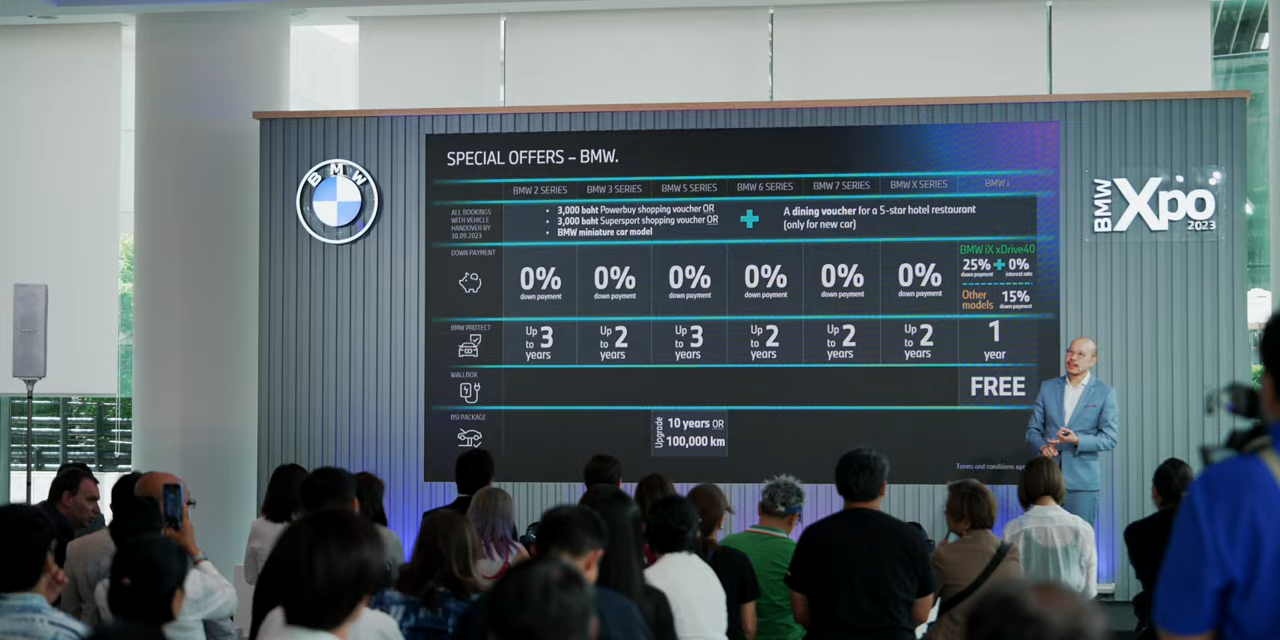 BMW
SPECIAL OFFERS – BMW.
BMW Xpo
2023
BMW 2 SERIES BMW 3 SERIES BMW 5 SERIES BMW 6 SERIES BMW 7 SERIES BMW X SERIES BMW i
ALL BOOKINGS
WITH VEHICLE
HANDOVER BY
30.09.2023
• 3,000 baht Powerbuy shopping voucher OR
• 3,000 baht Supersport shopping voucher OR
• BMW miniature car model
+
A dining voucher for a 5-star hotel restaurant
(only for new car)
DOWN PAYMENT
0% 0% 0% 0% 0% 0%
down payment down payment down payment down payment down payment down payment
BMW iX xDrive40
25% + 0%
down payment interest rate
Other models 15%
down payment
BMW PROTECT
Up to 3 years
Up to 2 years
Up to 3 years
Up to 2 years
Up to 2 years
Up to 2 years
1
year
WALLBOX
FREE
BSI PACKAGE
Upgrade
10 years OR
100,000 km
Terms and conditions